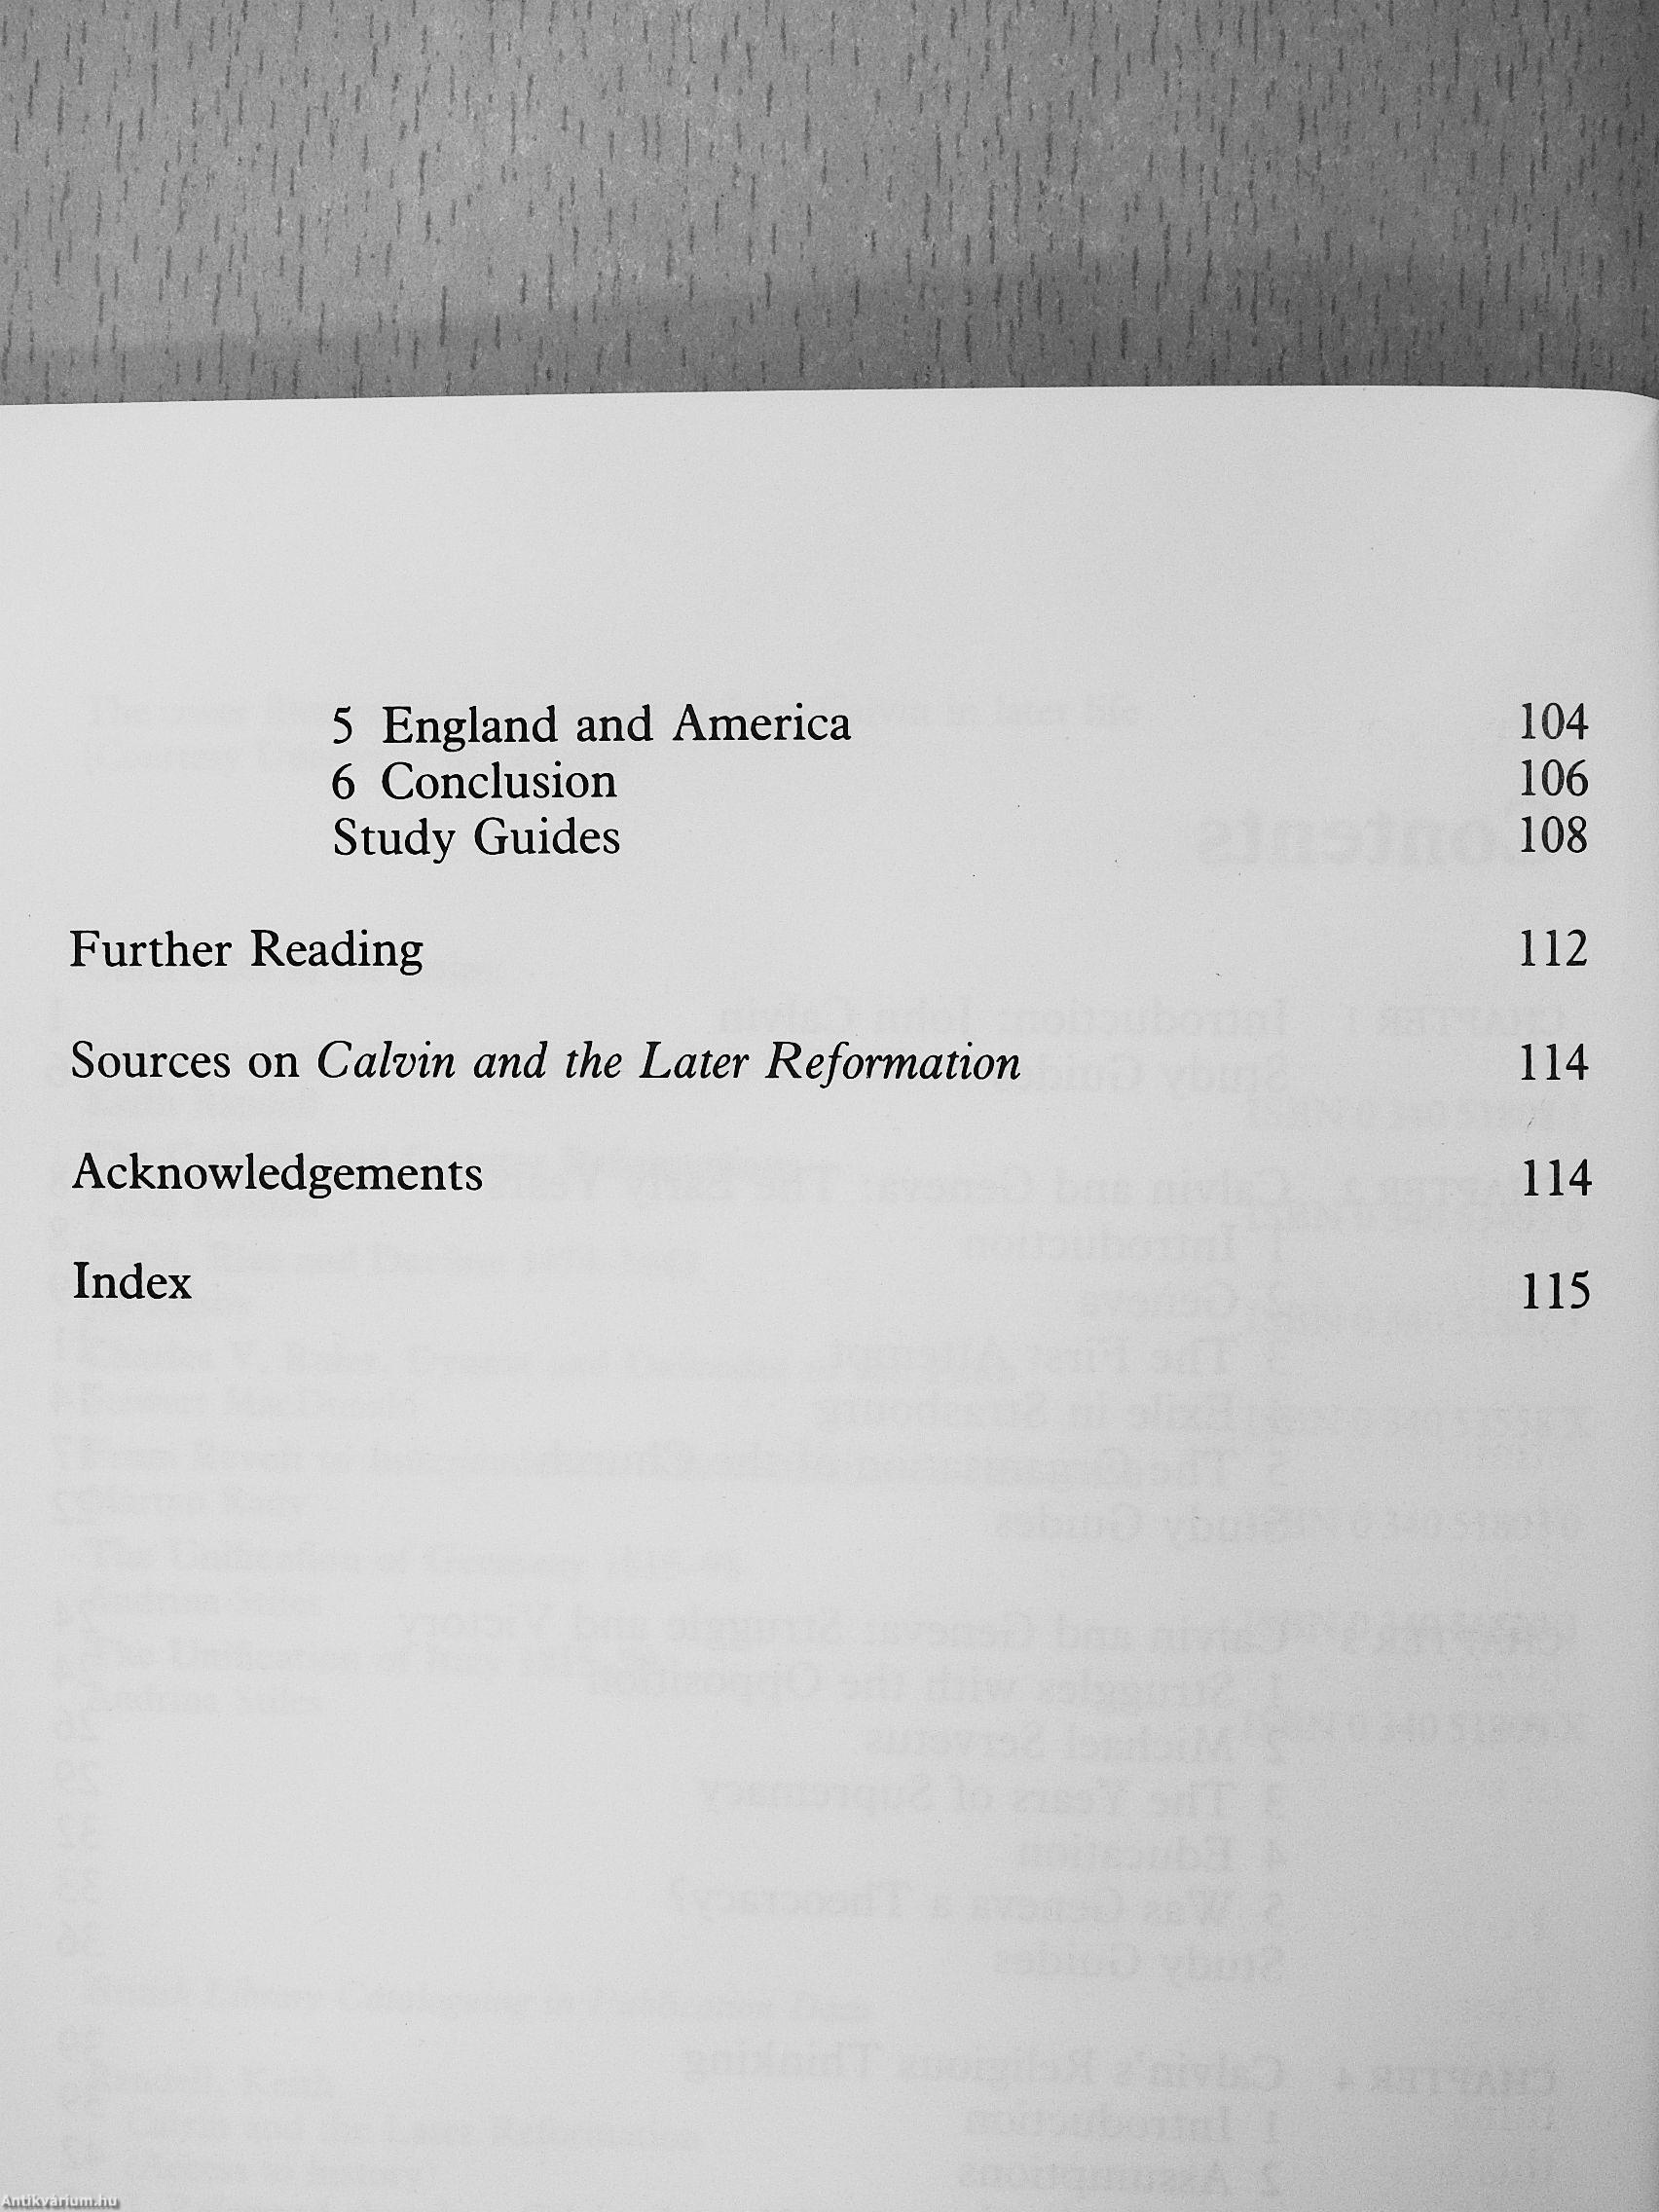 5 England and America 104
6 Conclusion 106
Study Guides 108
Further Reading 112
Sources on Calvin and the Later Reformation 114
Acknowledgements 114
Index 115
Antikvárium.hu